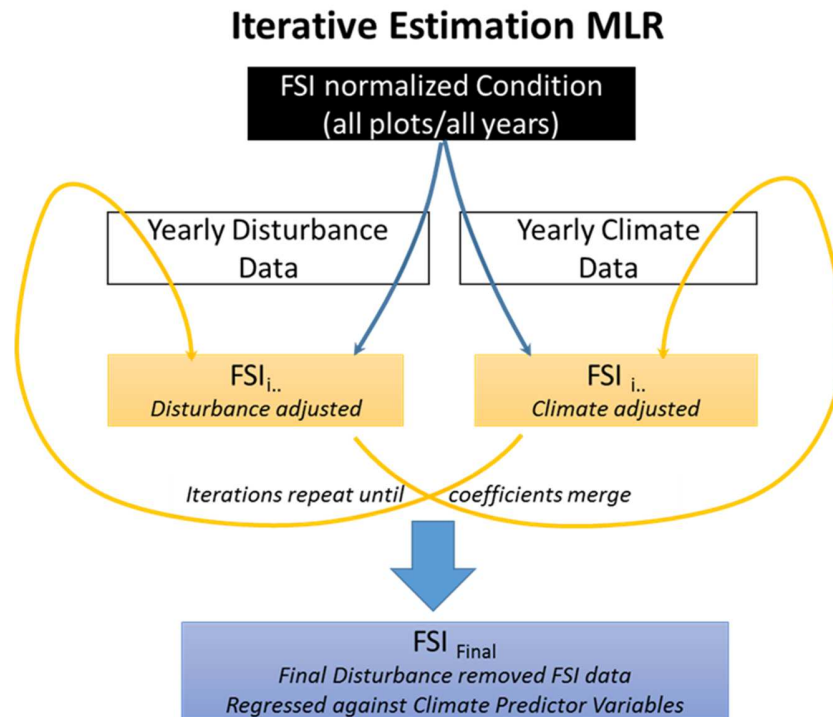 Iterative Estimation MLR
FSI normalized Condition
(all plots/all years)
Yearly Disturbance
Data
Yearly Climate
Data
FSIi..
Disturbance adjusted
FSI i..
Climate adjusted
Iterations repeat until coefficients merge
FSI Final
Final Disturbance removed FSI data
Regressed against Climate Predictor Variables